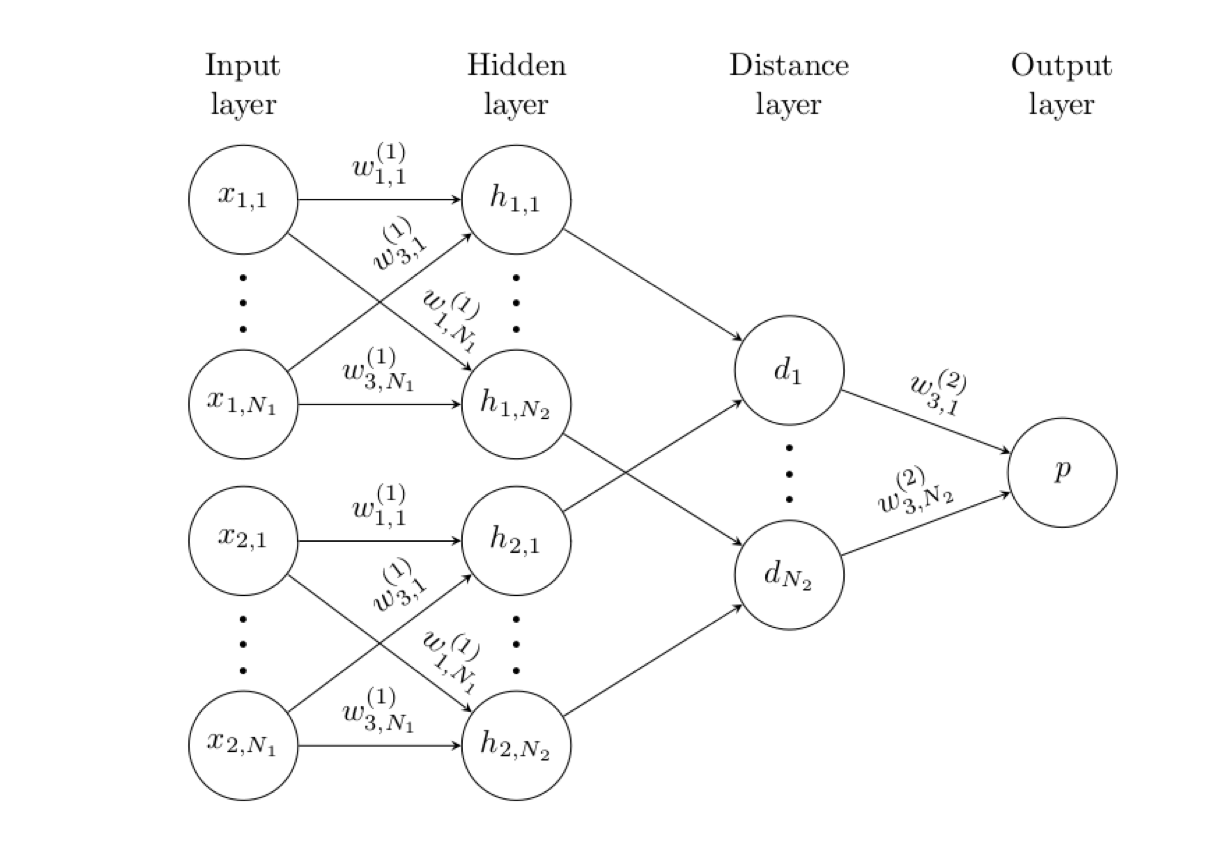 Input layer
Hidden layer
Distance layer
Output layer
x_{1,1}
w_{1,1}^{(1)}
h_{1,1}
w_{3,1}^{(1)}
w_{1,N_1}^{(1)}
x_{1,N_1}
w_{3,N_1}^{(1)}
h_{1,N_2}
d_1
w_{3,1}^{(2)}
p
w_{3,N_2}^{(2)}
d_{N_2}
x_{2,1}
w_{1,1}^{(1)}
h_{2,1}
w_{3,1}^{(1)}
w_{1,N_1}^{(1)}
x_{2,N_1}
w_{3,N_1}^{(1)}
h_{2,N_2}